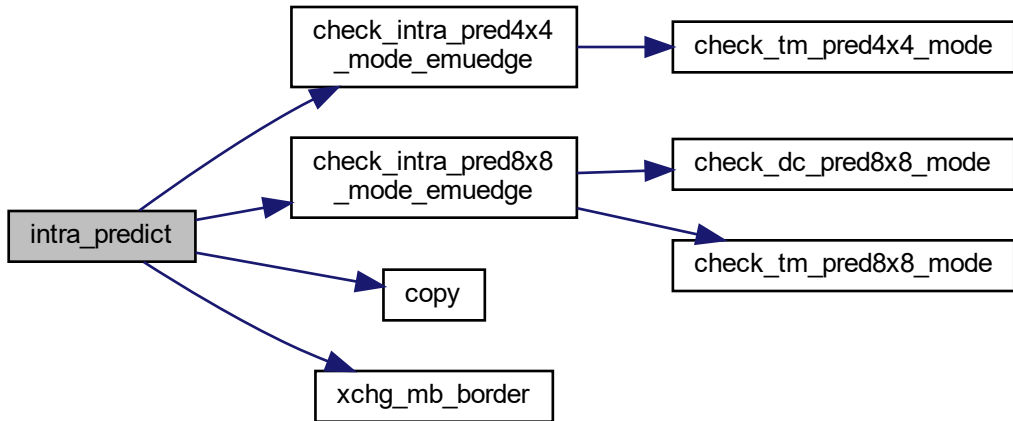 check_intra_pred4x4
_mode_emuedge
check_tm_pred4x4_mode
check_intra_pred8x8
_mode_emuedge
check_dc_pred8x8_mode
intra_predict
check_tm_pred8x8_mode
copy
xchg_mb_border